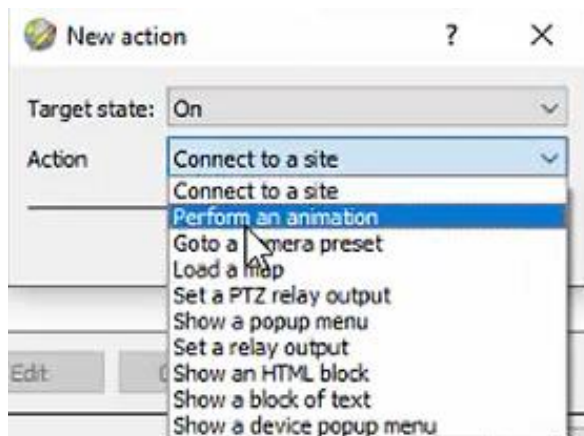 New action ? X
Target state: On
Action Connect to a site
Connect to a site
Perform an animation
Goto a camera preset
Load a map
Set a PTZ relay output
Show a popup menu
Set a relay output
Edit
Show an HTML block
Show a block of text
Show a device popup menu